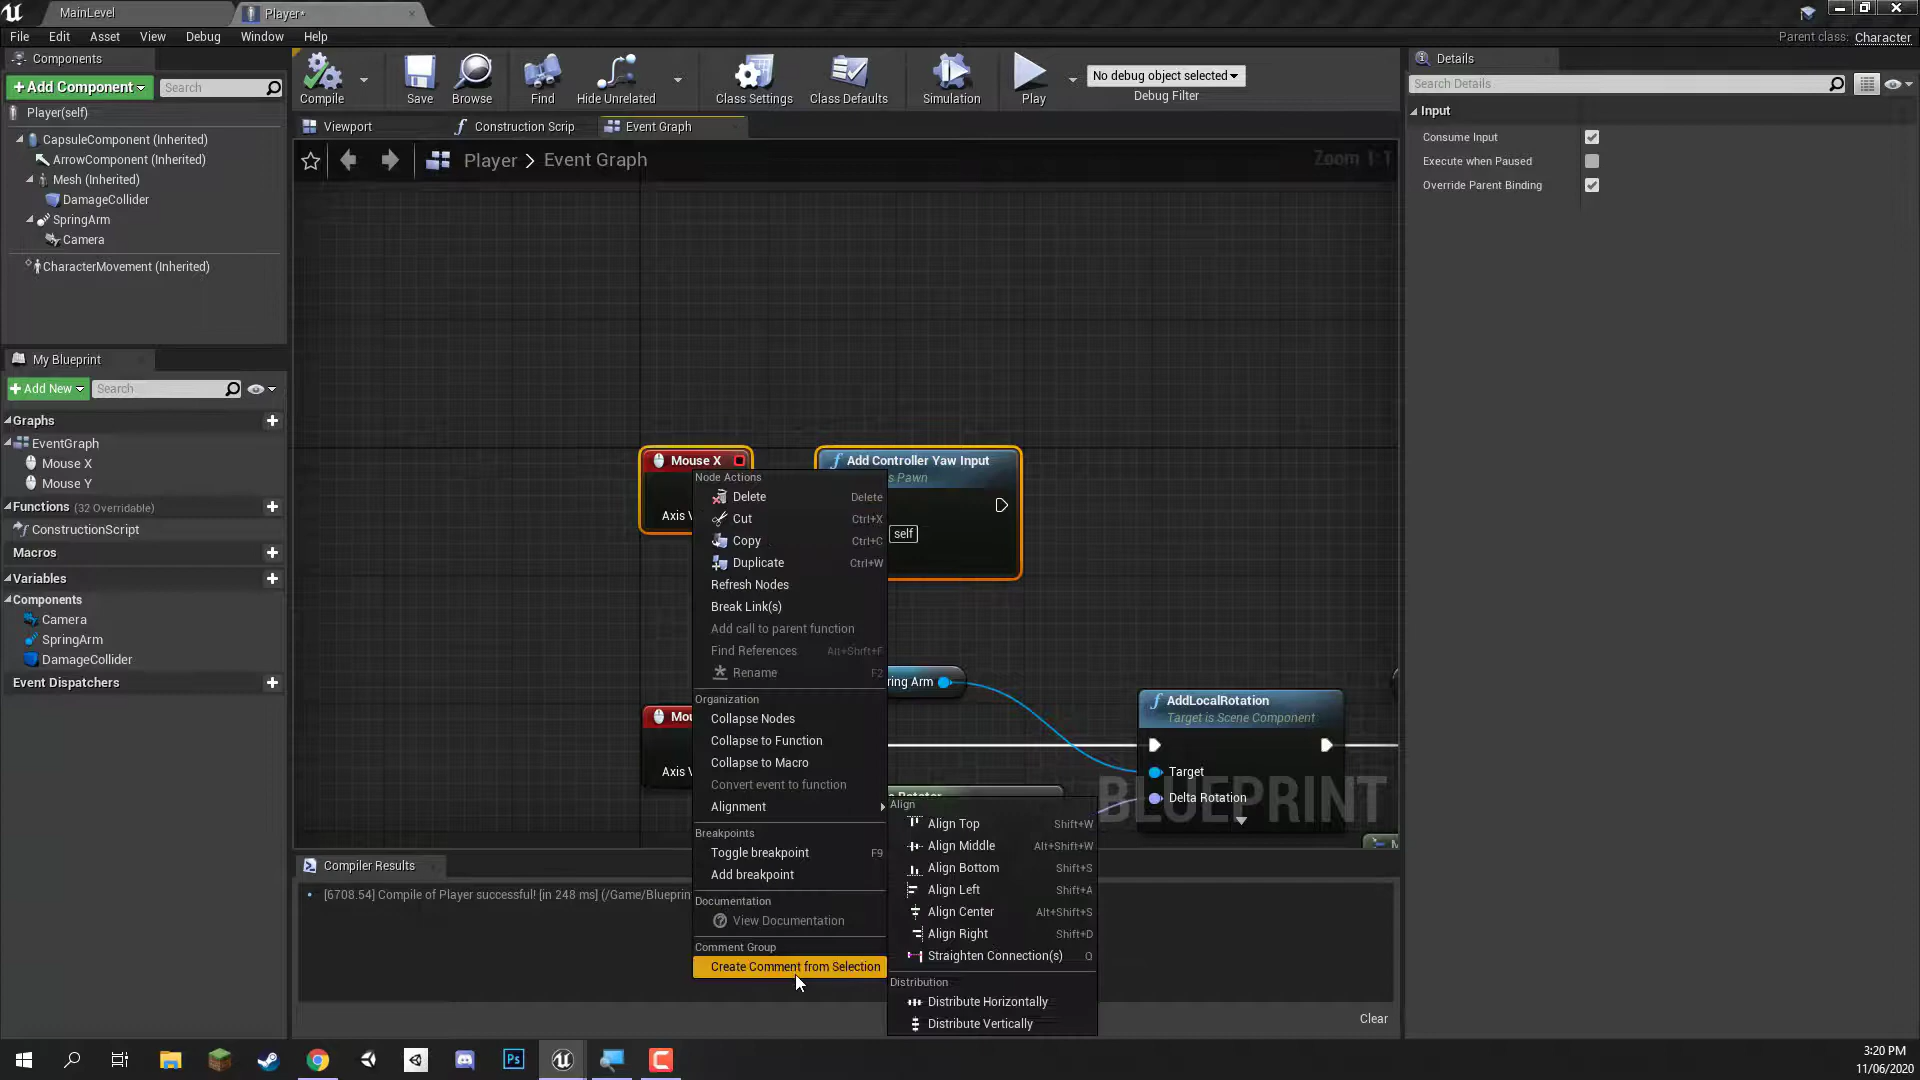 MainLevel
Player*
File Edit Asset View Debug Window Help
Parent class: Character
Components
+Add Component
Search
Player(self)
CapsuleComponent (Inherited)
ArrowComponent (Inherited)
Mesh (Inherited)
DamageCollider
SpringArm
Camera
CharacterMovement (Inherited)
My Blueprint
+Add New
Search
Graphs
EventGraph
Mouse X
Mouse Y
Functions (32 Overridable)
ConstructionScript
Macros
Variables
Components
Camera
SpringArm
DamageCollider
Event Dispatchers
Compile
Save
Browse
Find
Hide Unrelated
Class Settings
Class Defaults
Simulation
Play
No debug object selected
Debug Filter
Viewport
Construction Scrip
Event Graph
Player > Event Graph
Zoom 1:1
Mouse X
Axis V
Add Controller Yaw Input
s Pawn
self
Node Actions
Delete Delete
Cut Ctrl+X
Copy Ctrl+C
Duplicate Ctrl+W
Refresh Nodes
Break Link(s)
Add call to parent function
Find References Alt+Shift+F
Rename F2
Organization
Collapse Nodes
Collapse to Function
Collapse to Macro
Convert event to function
Alignment
Breakpoints
Toggle breakpoint F9
Add breakpoint
Documentation
View Documentation
Comment Group
Create Comment from Selection
Align
Align Top Shift+W
Align Middle Alt+Shift+W
Align Bottom Shift+S
Align Left Shift+A
Align Center Alt+Shift+S
Align Right Shift+D
Straighten Connection(s) Q
Distribution
Distribute Horizontally
Distribute Vertically
Mou
Axis V
ring Arm
AddLocalRotation
Target is Scene Component
Target
Delta Rotation
BLUEPRINT
Compiler Results
[6708.54] Compile of Player successful! [in 248 ms] (/Game/Blueprin
Clear
Details
Search Details
Input
Consume Input
Execute when Paused
Override Parent Binding
Ps
3:20 PM
11/06/2020